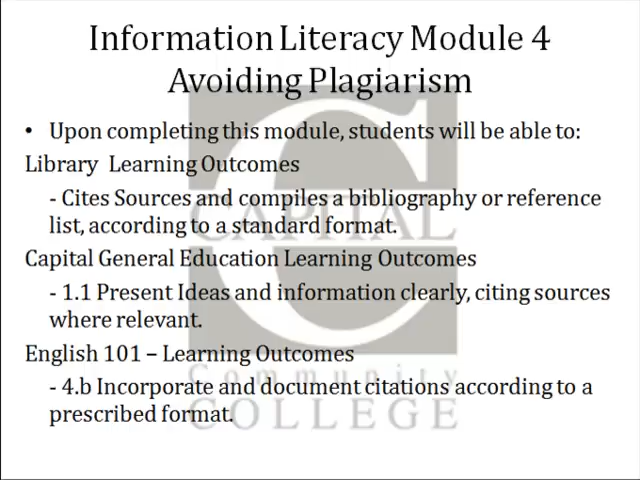 Information Literacy Module 4
Avoiding Plagiarism
• Upon completing this module, students will be able to:
Library Learning Outcomes
- Cites Sources and compiles a bibliography or reference
list, according to a standard format.
Capital General Education Learning Outcomes
- 1.1 Present Ideas and information clearly, citing sources
where relevant.
English 101 – Learning Outcomes
- 4.b Incorporate and document citations according to a
prescribed format.
CAPITAL
Community
COLLEGE